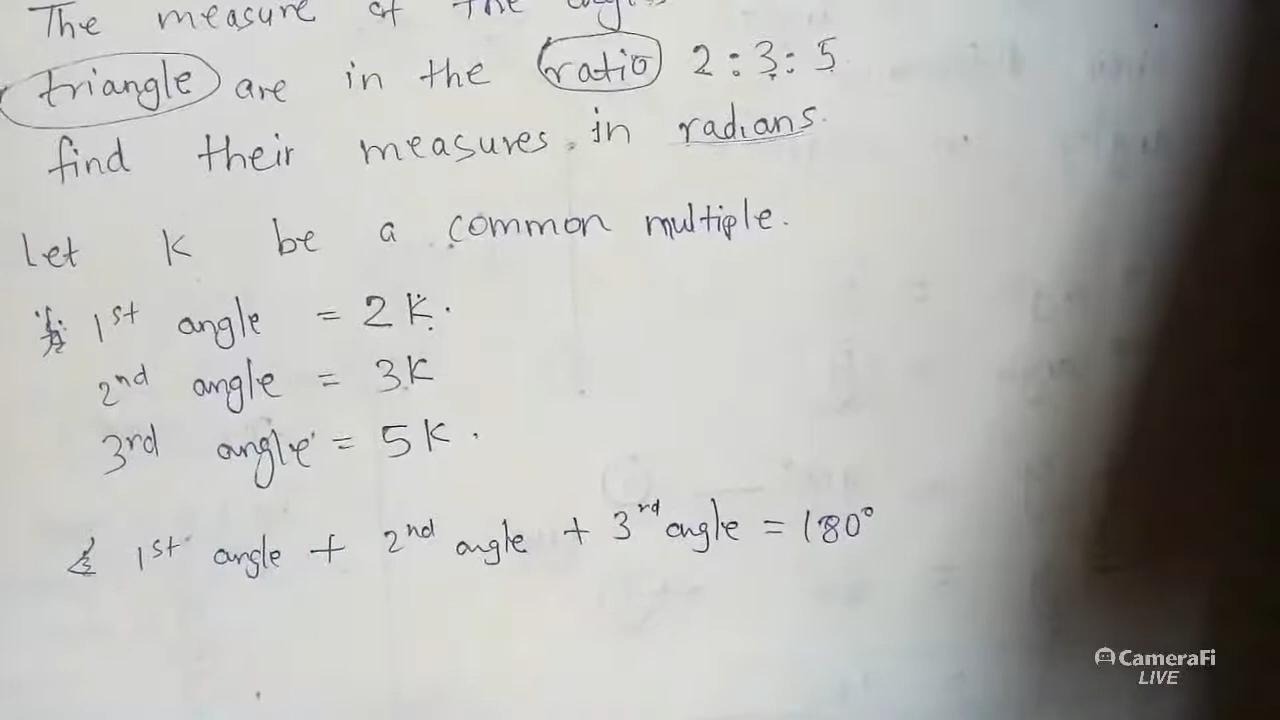 The measure of the
triangle are in the ratio 2 : 3 : 5
find their measures in radians.
Let K be a common multiple.
1st angle = 2K.
2nd angle = 3K
3rd angle = 5K.
1st angle + 2nd angle + 3rd angle = 180°
CameraFi
LIVE